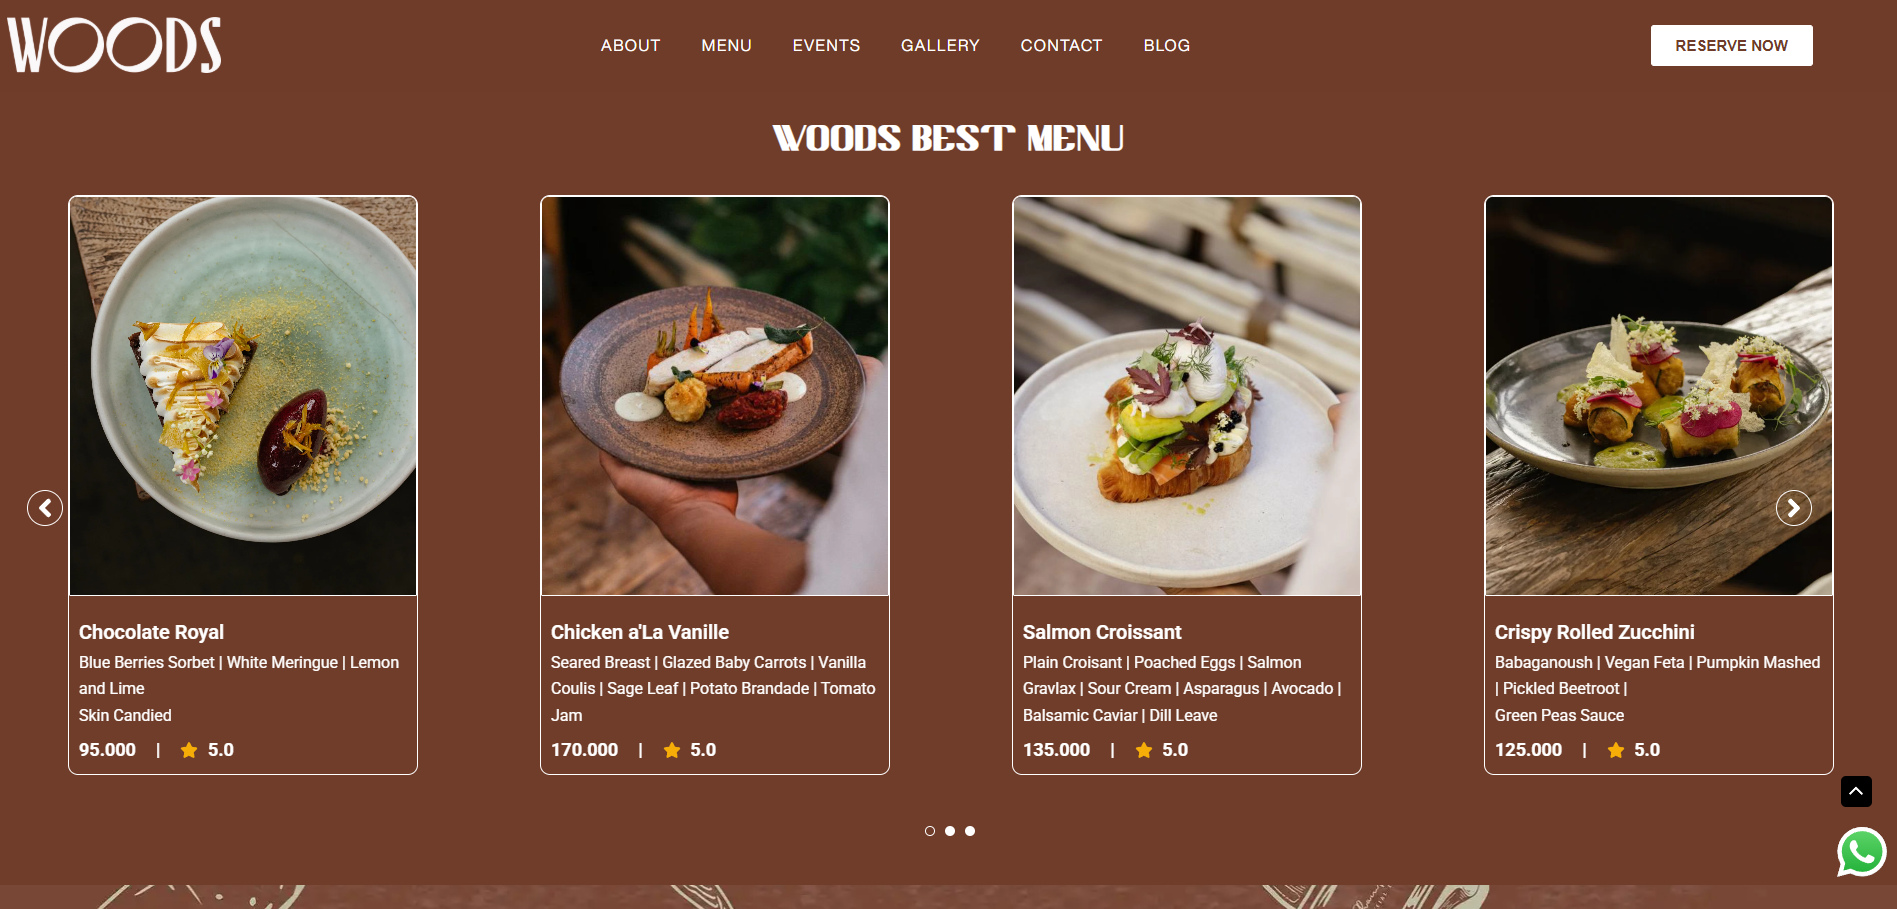 WOODS
ABOUT MENU EVENTS GALLERY CONTACT BLOG
RESERVE NOW
WOODS BEST MENU
Chocolate Royal
Blue Berries Sorbet | White Meringue | Lemon
and Lime
Skin Candied
95.000 | 5.0
Chicken a'La Vanille
Seared Breast | Glazed Baby Carrots | Vanilla
Coulis | Sage Leaf | Potato Brandade | Tomato
Jam
170.000 | 5.0
Salmon Croissant
Plain Croisant | Poached Eggs | Salmon
Gravlax | Sour Cream | Asparagus | Avocado |
Balsamic Caviar | Dill Leave
135.000 | 5.0
Crispy Rolled Zucchini
Babaganoush | Vegan Feta | Pumpkin Mashed
| Pickled Beetroot |
Green Peas Sauce
125.000 | 5.0